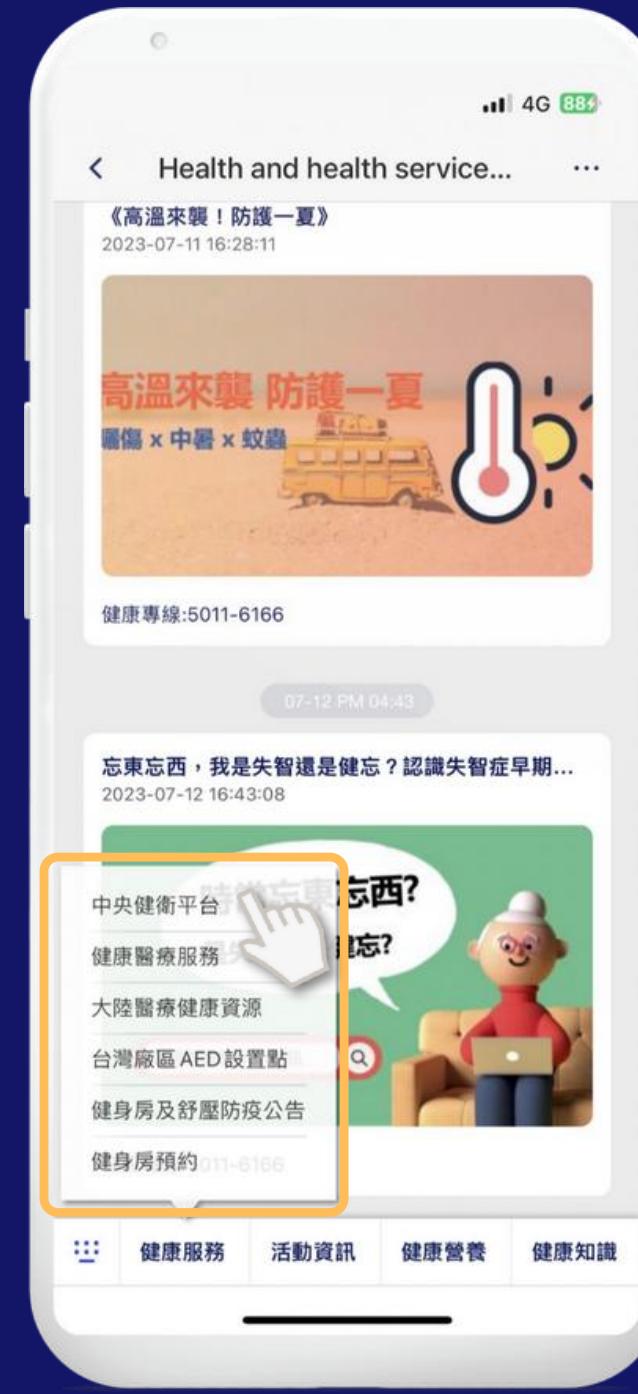 4G 88
Health and health service...
《高溫來襲！防護一夏》
2023-07-11 16:28:11
高溫來襲 防護一夏
曬傷 x 中暑 x 蚊蟲
健康專線:5011-6166
07-12 PM 04:43
忘東忘西，我是失智還是健忘？認識失智症早期...
2023-07-12 16:43:08
時常忘東忘西?
健忘?
中央健衛平台
健康醫療服務
大陸醫療健康資源
台灣廠區AED設置點
健身房及舒壓防疫公告
健身房預約
011-6166
健康服務
活動資訊
健康營養
健康知識